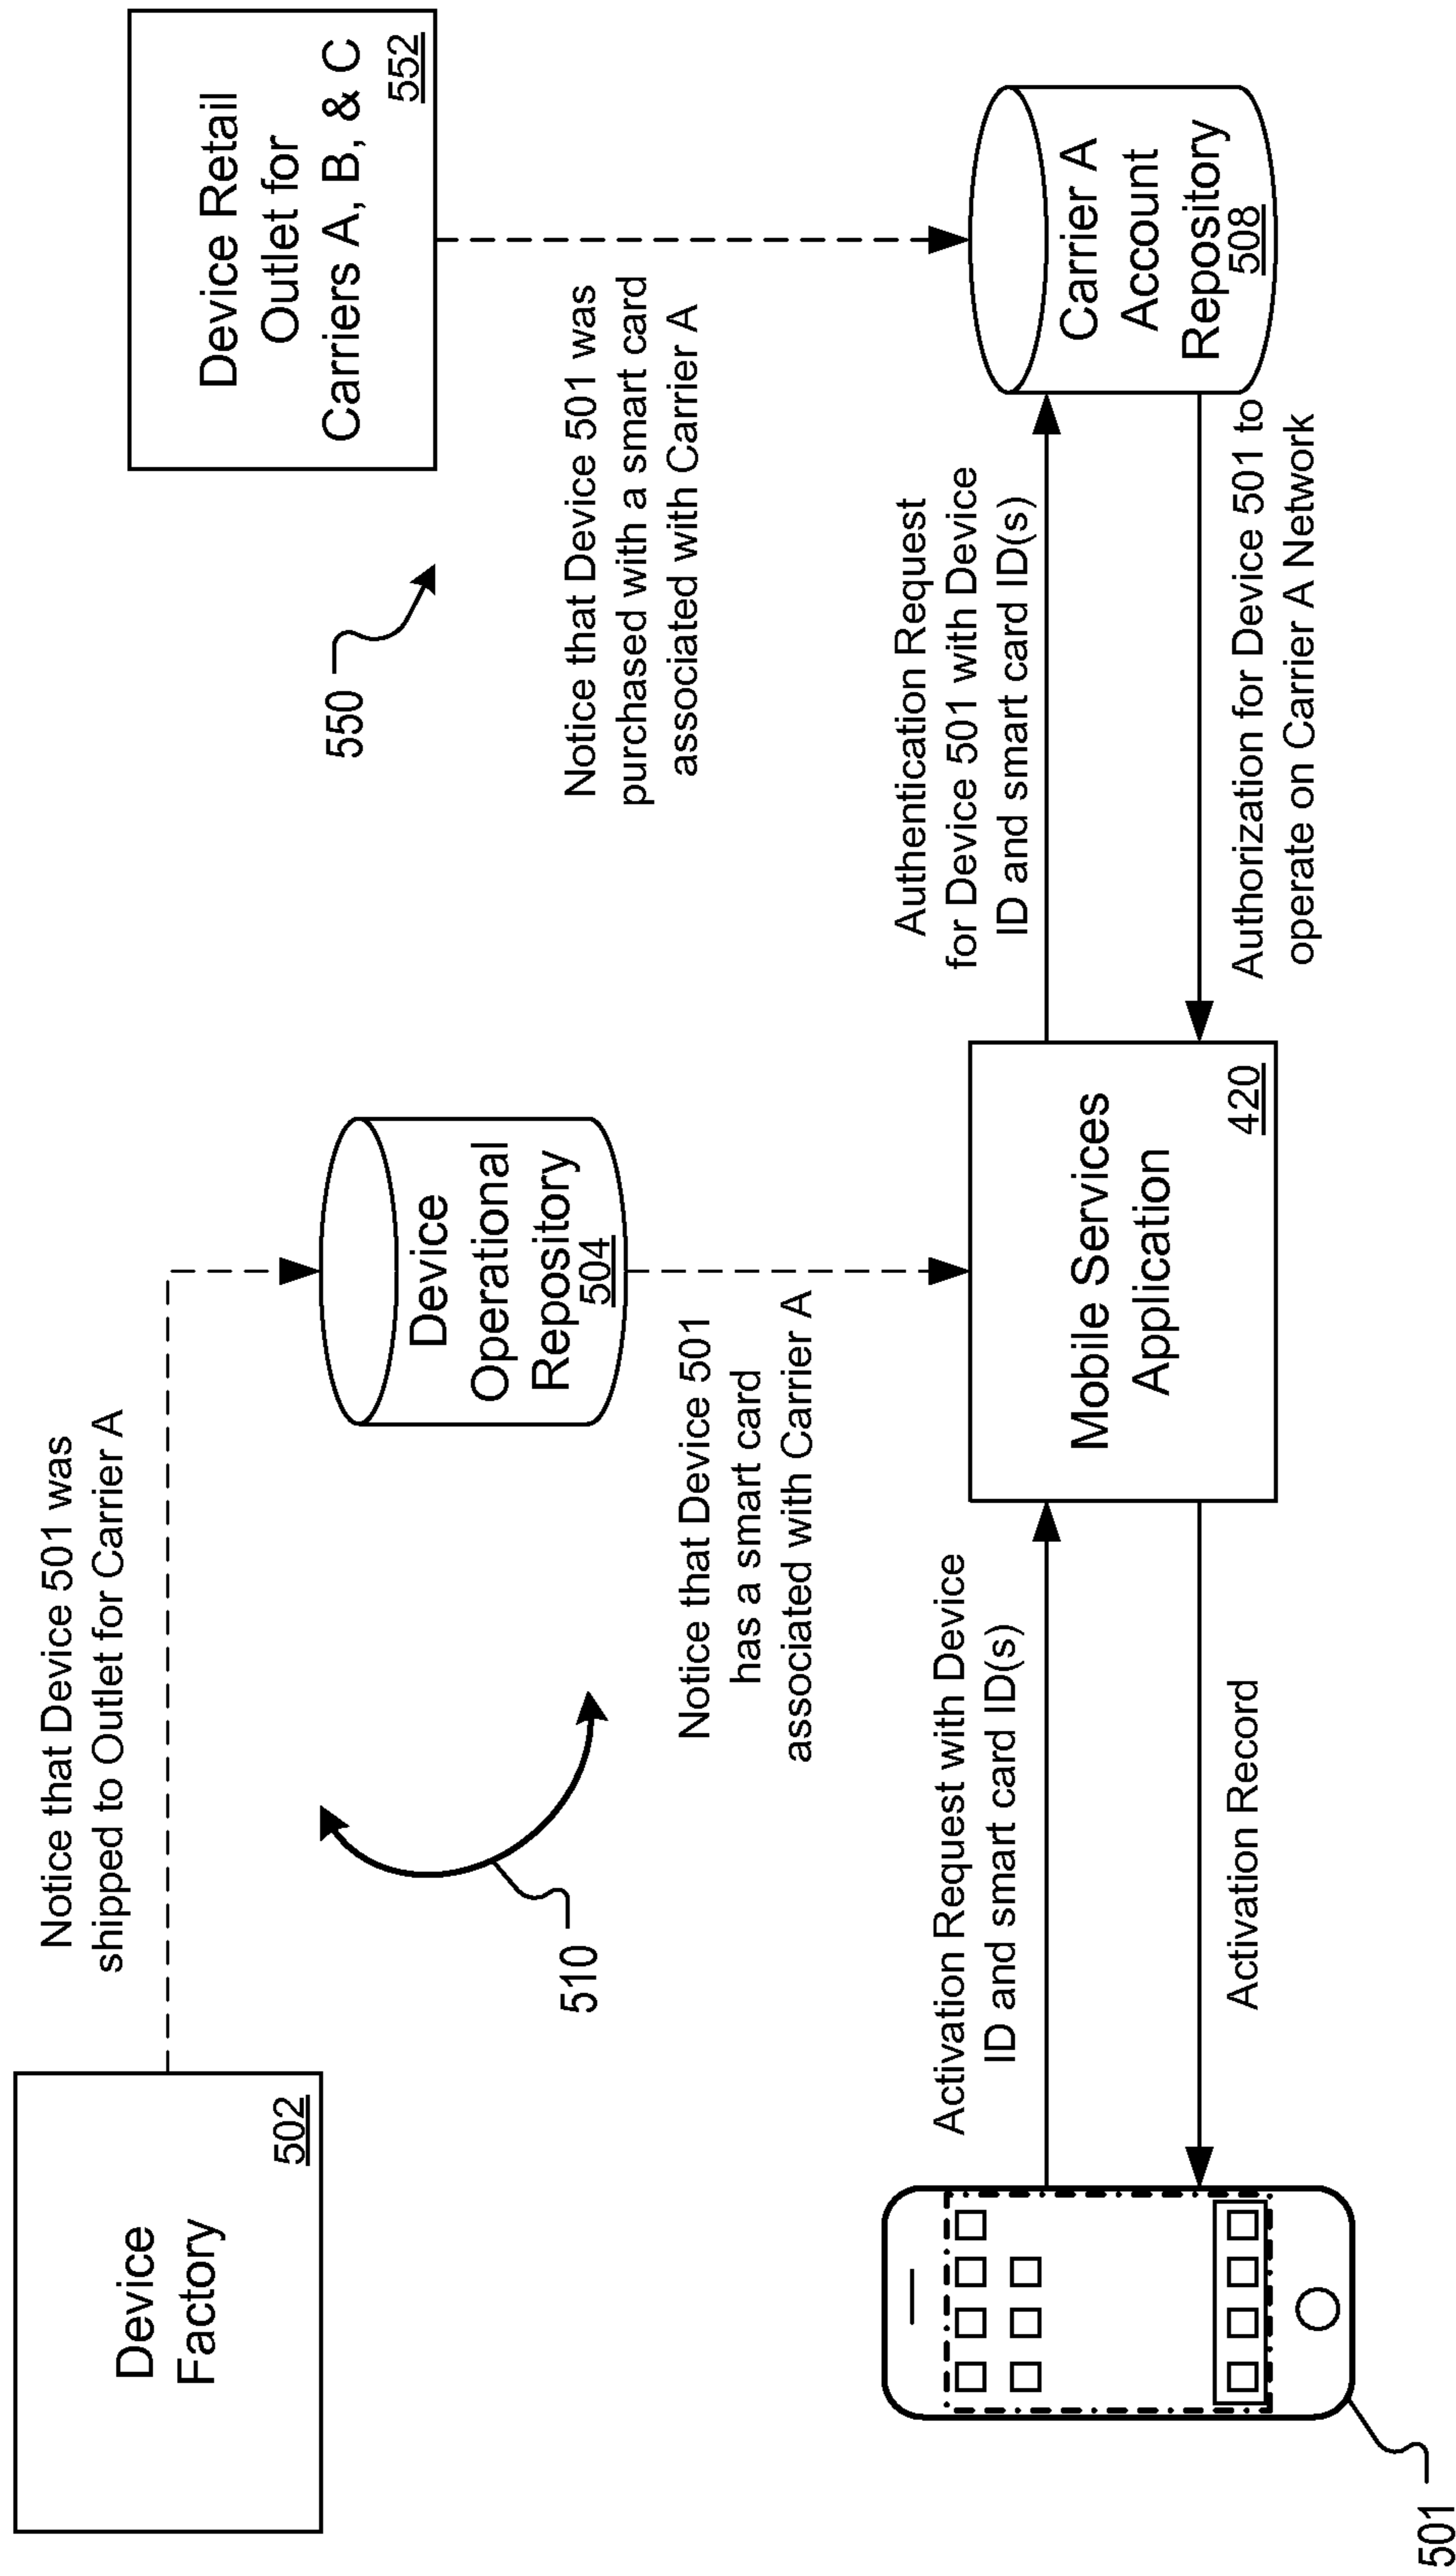 Device
Factory
502
Notice that Device 501 was
shipped to Outlet for Carrier A
510
Device
Operational
Repository
504
Notice that Device 501
has a smart card
associated with Carrier A
550
Device Retail
Outlet for
Carriers A, B, & C
552
Notice that Device 501 was
purchased with a smart card
associated with Carrier A
501
Activation Request with Device
ID and smart card ID(s)
Activation Record
Mobile Services
Application
420
Authentication Request
for Device 501 with Device
ID and smart card ID(s)
Authorization for Device 501 to
operate on Carrier A Network
Carrier A
Account
Repository
508